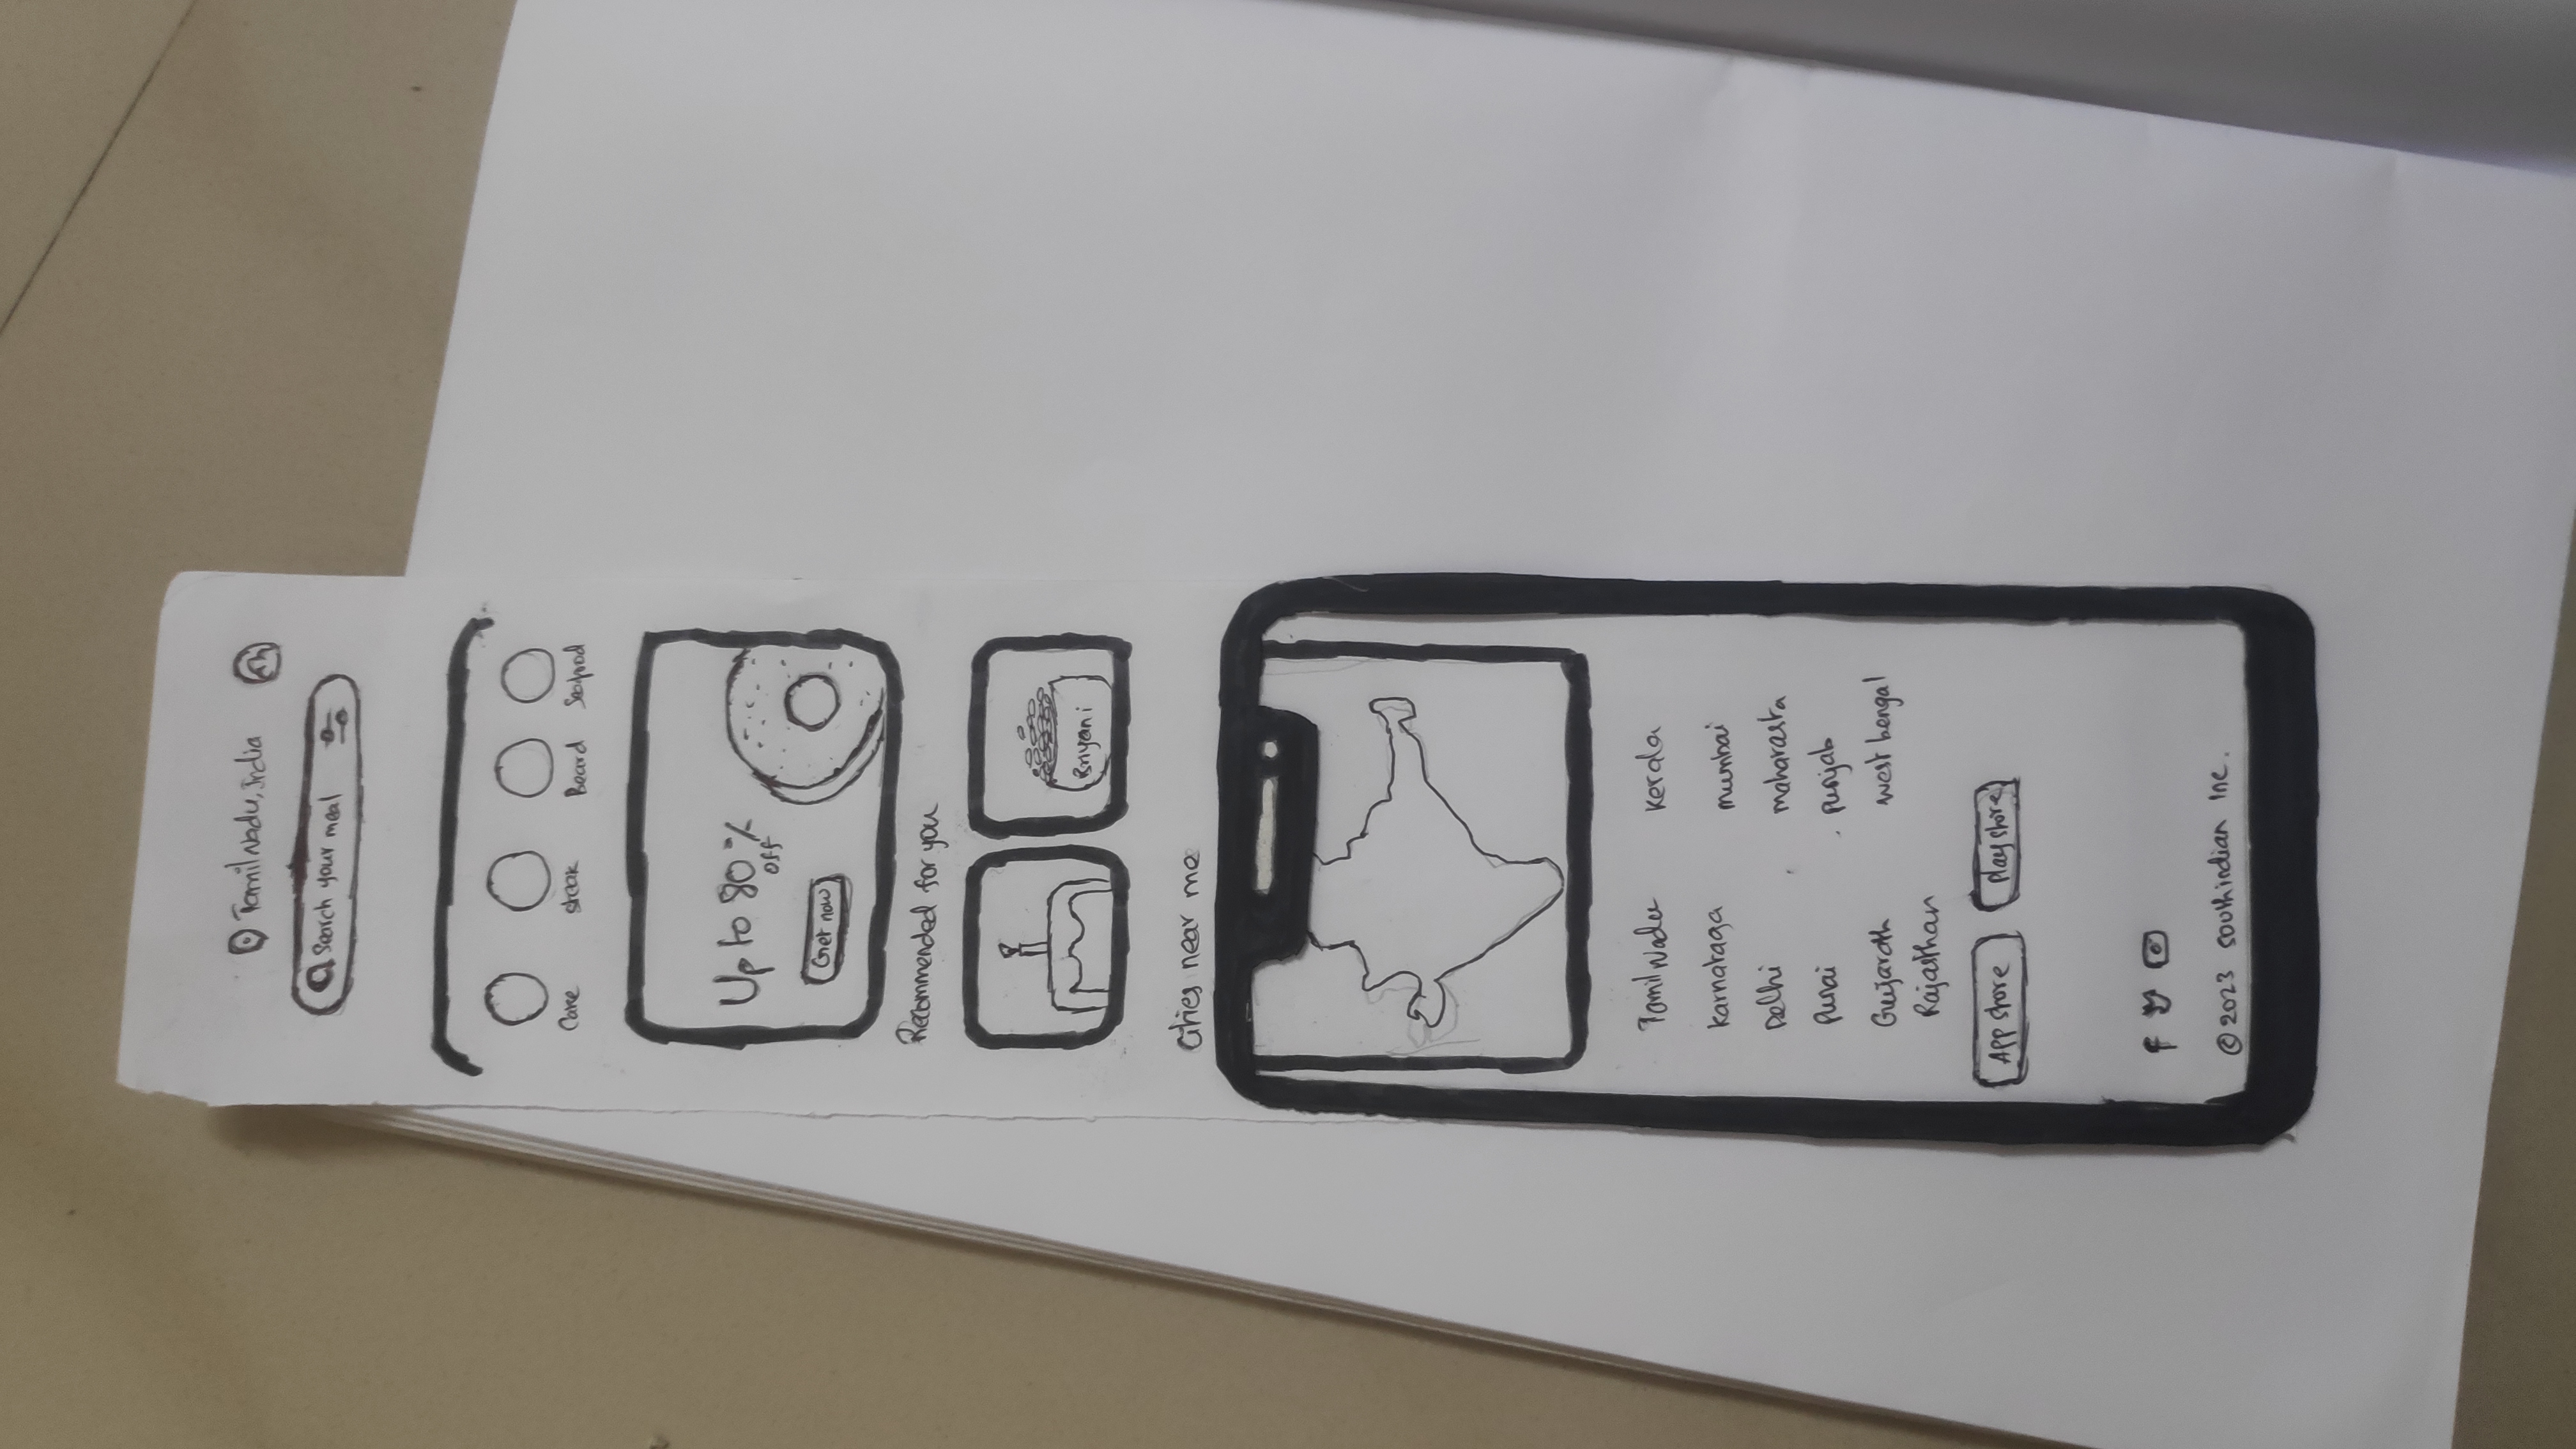 Tamil Nadu, India
Search your meal
Cake steak Beard Seafood
Up to 80%
off
Get now
Recommended for you
Briyani
Cities near me
Tamil Nadu kerala
karnataga mumbai
Delhi maharasta
Punai punjab
Gujarath west bengal
Rajasthan
App store Play store
© 2023 southindian Inc.